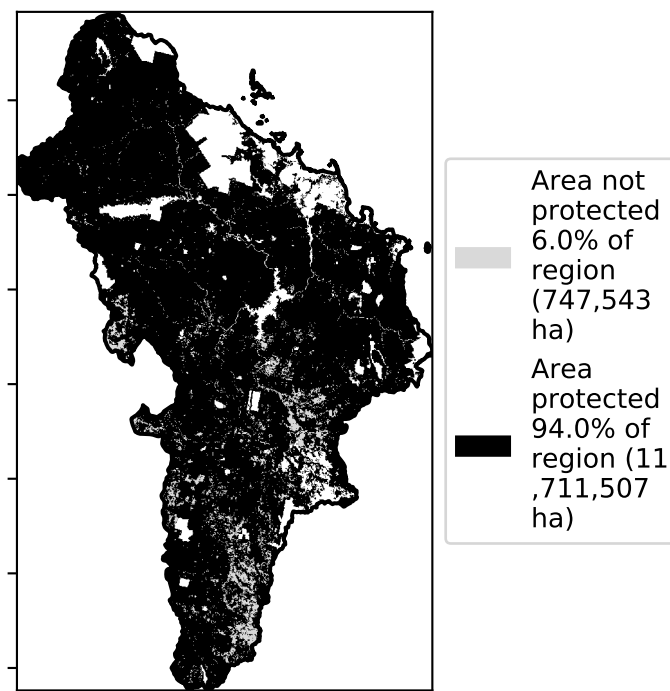 Area not
protected
6.0% of
region
(747,543
ha)
Area
protected
94.0% of
region (11
,711,507
ha)